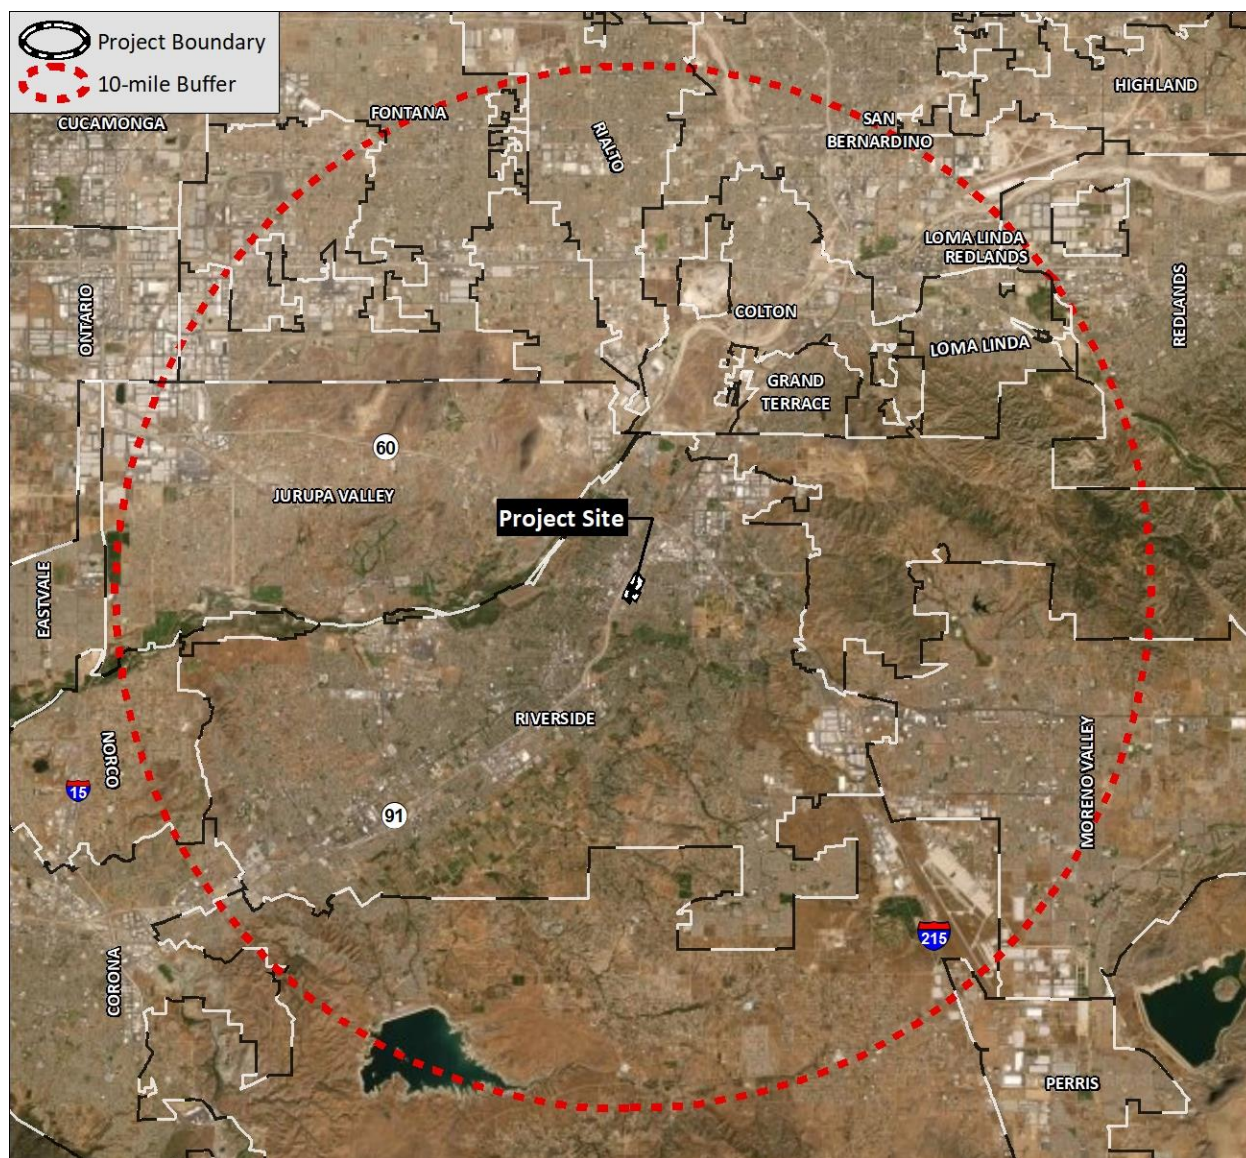 Project Boundary
10-mile Buffer
CUCAMONGA
FONTANA
RIALTO
SAN
BERNARDINO
HIGHLAND
ONTARIO
LOMA LINDA
REDLANDS
REDLANDS
COLTON
LOMA LINDA
GRAND
TERRACE
60
JURUPA VALLEY
Project Site
EASTVALE
RIVERSIDE
NORCO
15
91
MORENO VALLEY
215
CORONA
PERRIS